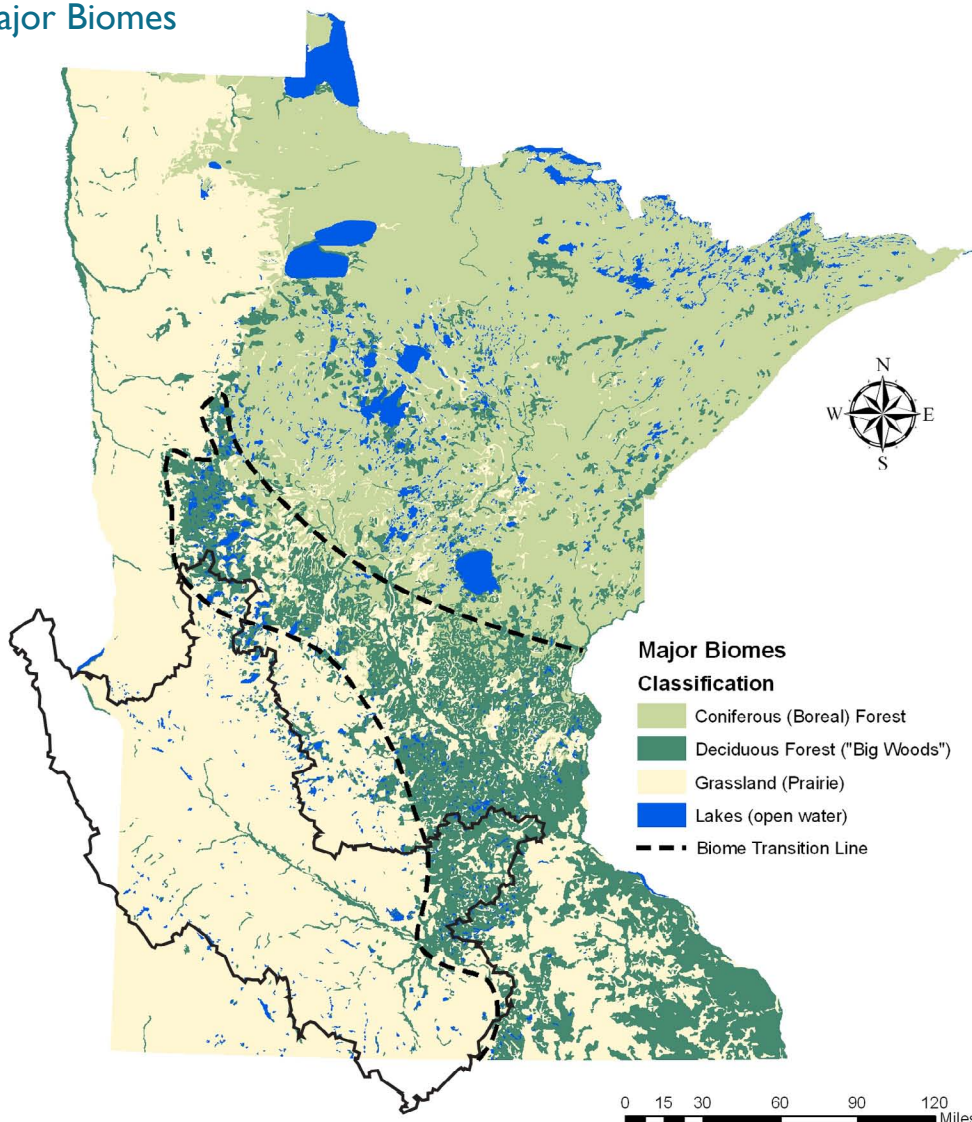 ajor Biomes
N
W E
S
Major Biomes
Classification
Coniferous (Boreal) Forest
Deciduous Forest ("Big Woods")
Grassland (Prairie)
Lakes (open water)
Biome Transition Line
0 15 30 60 90 120
Miles